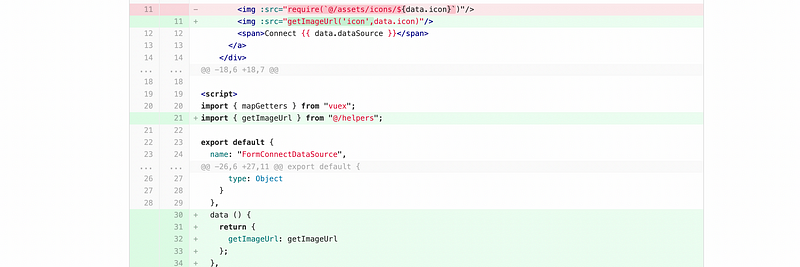 11 - <img :src="require(`@/assets/icons/${data.icon}`)"/>
11 + <img :src="getImageUrl('icon',data.icon)"/>
12 12 <span>Connect {{ data.dataSource }}</span>
13 13 </a>
14 14 </div>
... ... @@ -18,6 +18,7 @@
18 18
19 19 <script>
20 20 import { mapGetters } from "vuex";
21 + import { getImageUrl } from "@/helpers";
21 22
22 23 export default {
23 24 name: "FormConnectDataSource",
... ... @@ -26,6 +27,11 @@ export default {
26 27 type: Object
27 28 }
28 29 },
30 + data () {
31 + return {
32 + getImageUrl: getImageUrl
33 + };
34 + },